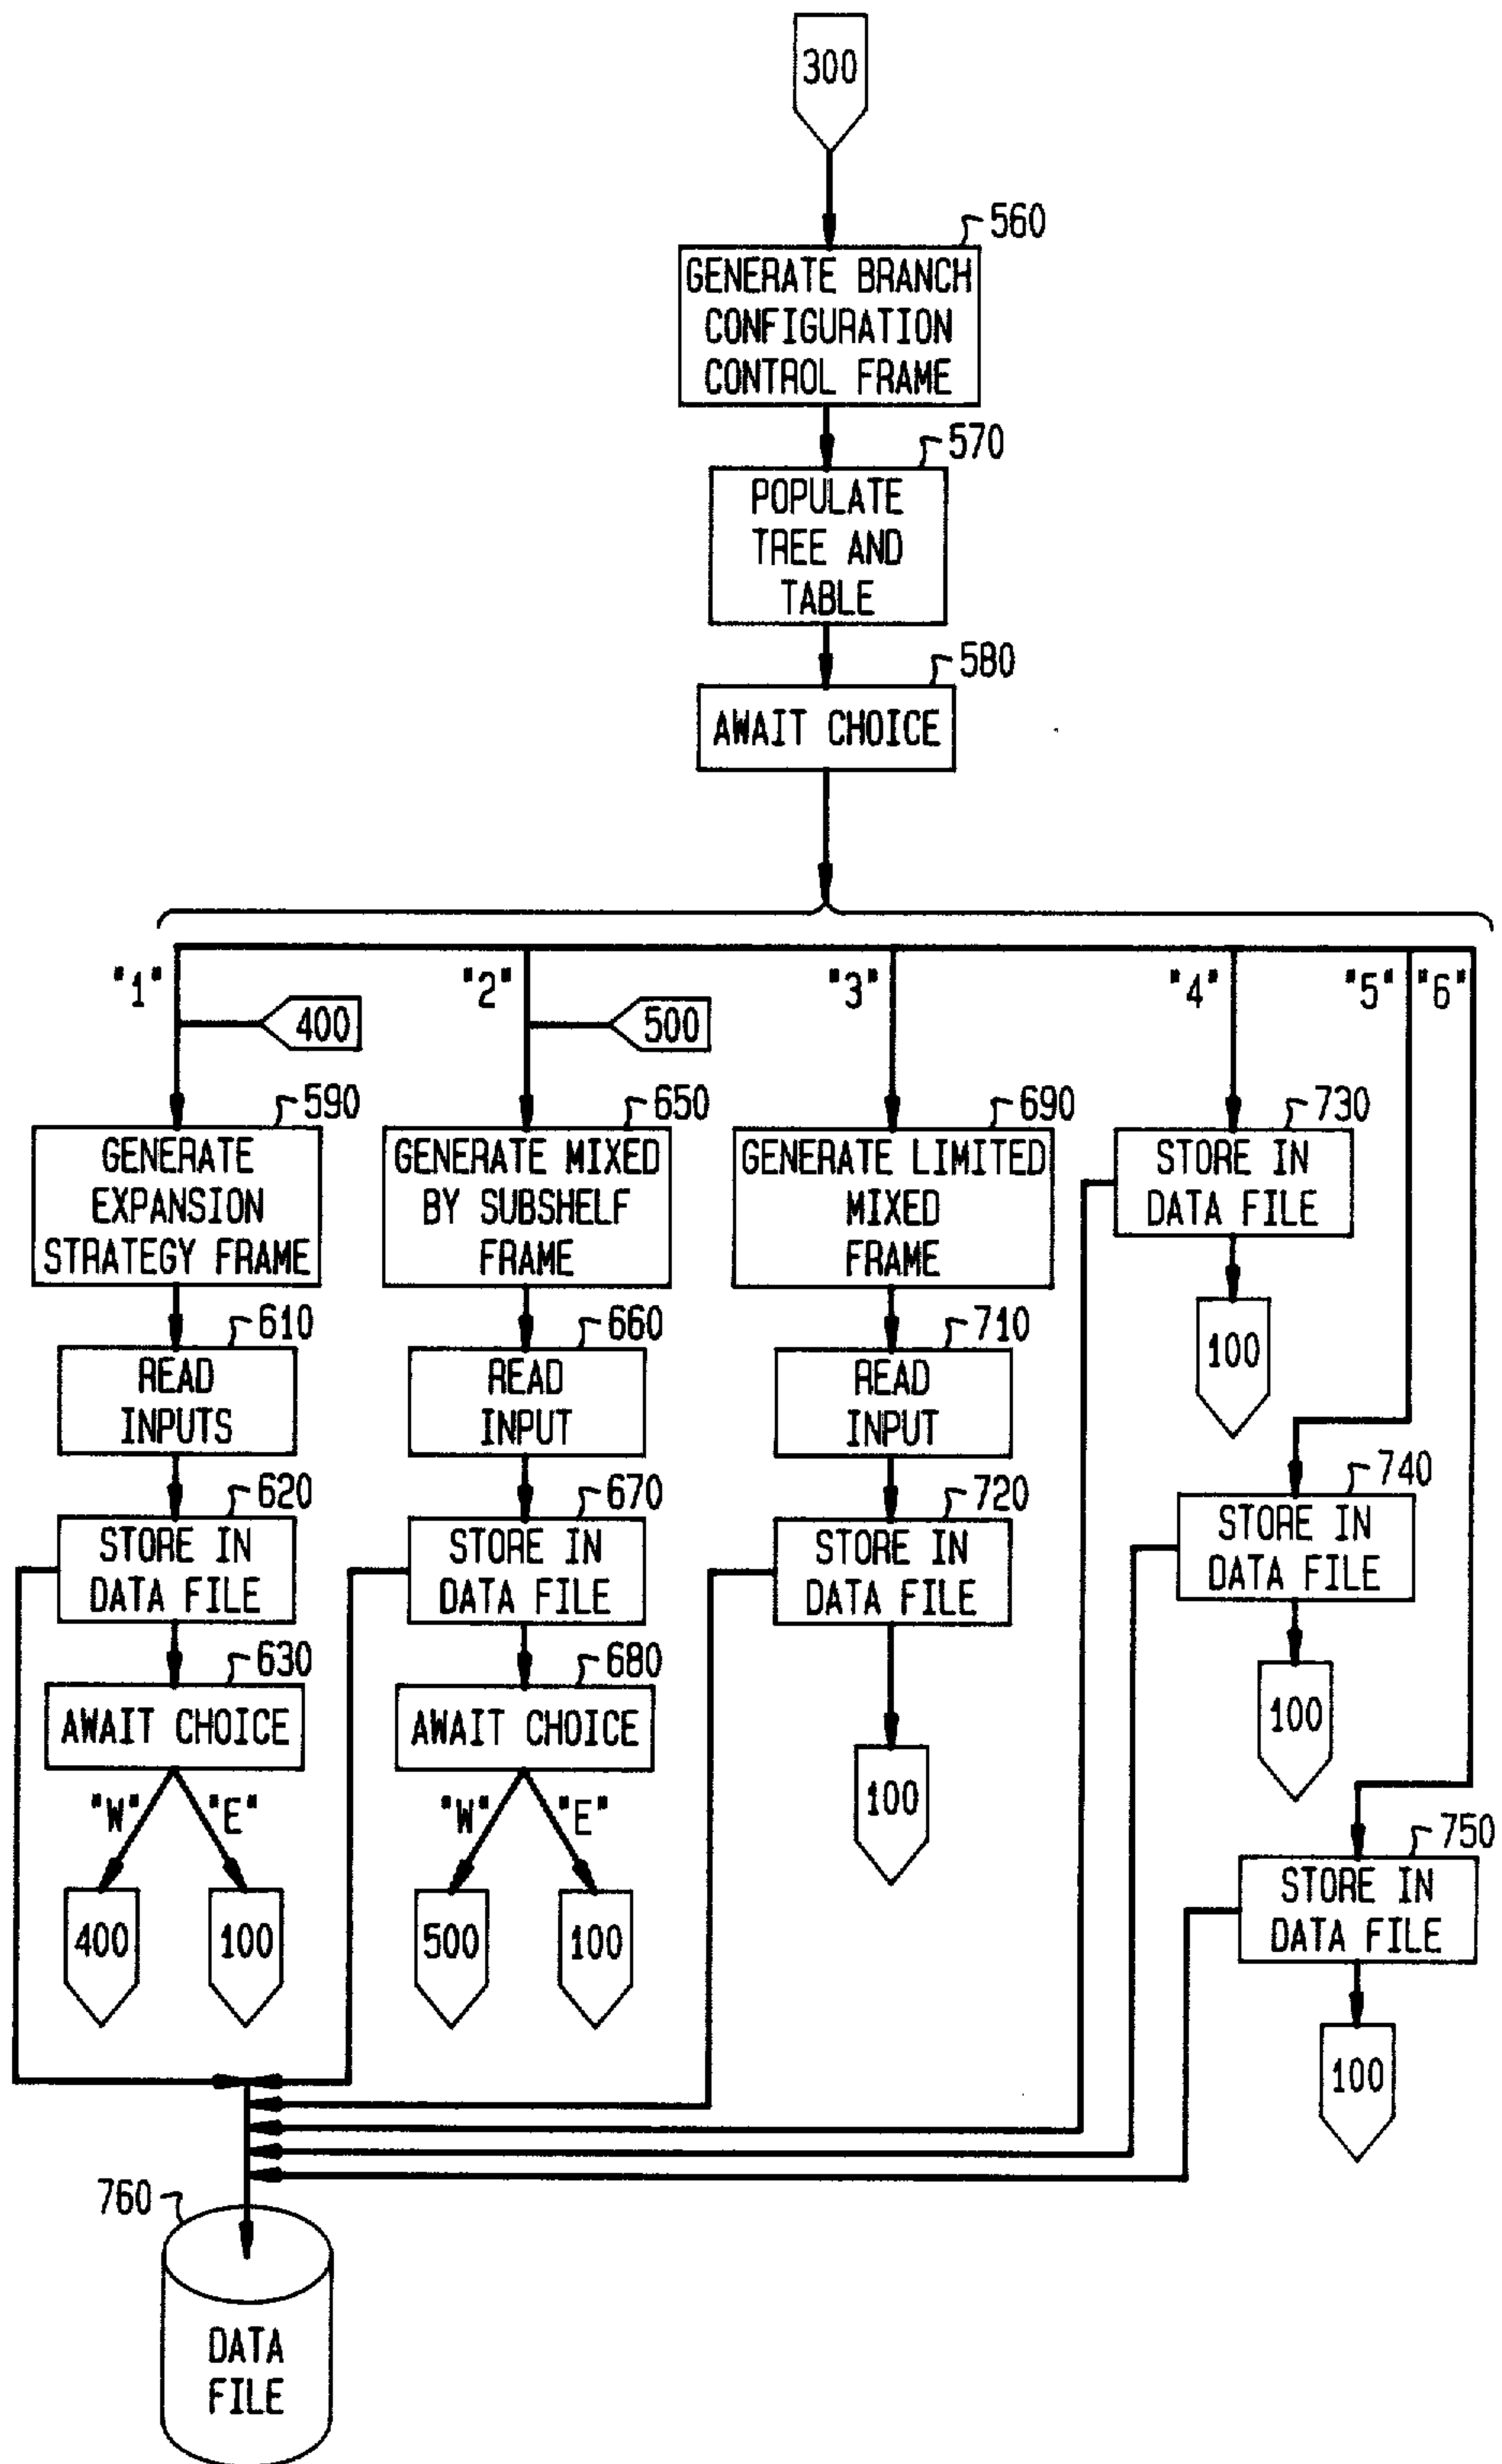 300
560
GENERATE BRANCH
CONFIGURATION
CONTROL FRAME
570
POPULATE
TREE AND
TABLE
580
AWAIT CHOICE
"1"
"2"
"3"
"4"
"5"
"6"
400
500
590
GENERATE
EXPANSION
STRATEGY FRAME
650
GENERATE MIXED
BY SUBSHELF
FRAME
690
GENERATE LIMITED
MIXED
FRAME
730
STORE IN
DATA FILE
100
610
READ
INPUTS
660
READ
INPUT
710
READ
INPUT
740
STORE IN
DATA FILE
100
620
STORE IN
DATA FILE
670
STORE IN
DATA FILE
720
STORE IN
DATA FILE
100
630
AWAIT CHOICE
"W"
"E"
400
100
680
AWAIT CHOICE
"W"
"E"
500
100
750
STORE IN
DATA FILE
100
760
DATA
FILE